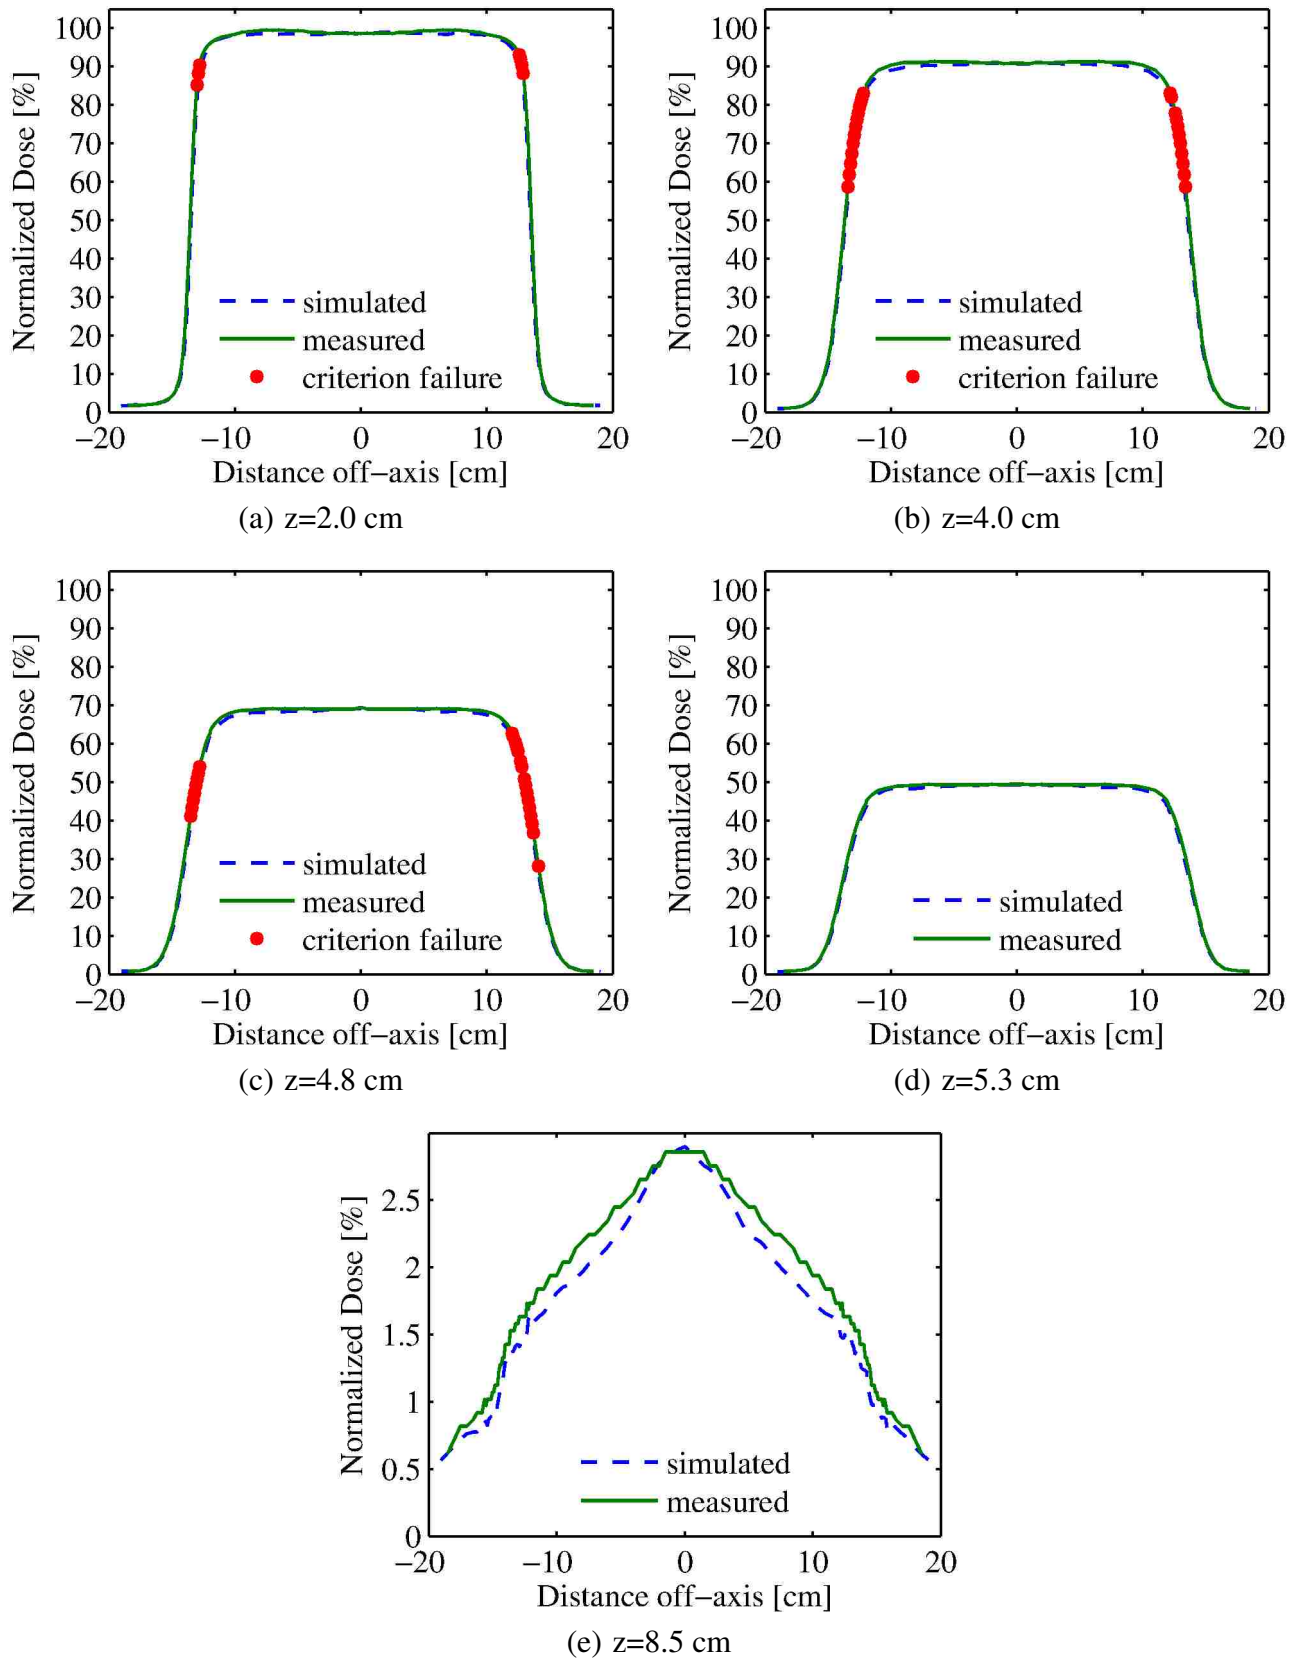 Normalized Dose [%]
100
90
80
70
60
50
40
30
20
10
0
−20
−10
0
10
20
simulated
measured
criterion failure
Distance off−axis [cm]
(a) z=2.0 cm
Normalized Dose [%]
100
90
80
70
60
50
40
30
20
10
0
−20
−10
0
10
20
simulated
measured
criterion failure
Distance off−axis [cm]
(b) z=4.0 cm
Normalized Dose [%]
100
90
80
70
60
50
40
30
20
10
0
−20
−10
0
10
20
simulated
measured
criterion failure
Distance off−axis [cm]
(c) z=4.8 cm
Normalized Dose [%]
100
90
80
70
60
50
40
30
20
10
0
−20
−10
0
10
20
simulated
measured
Distance off−axis [cm]
(d) z=5.3 cm
Normalized Dose [%]
2.5
2
1.5
1
0.5
0
−20
−10
0
10
20
simulated
measured
Distance off−axis [cm]
(e) z=8.5 cm